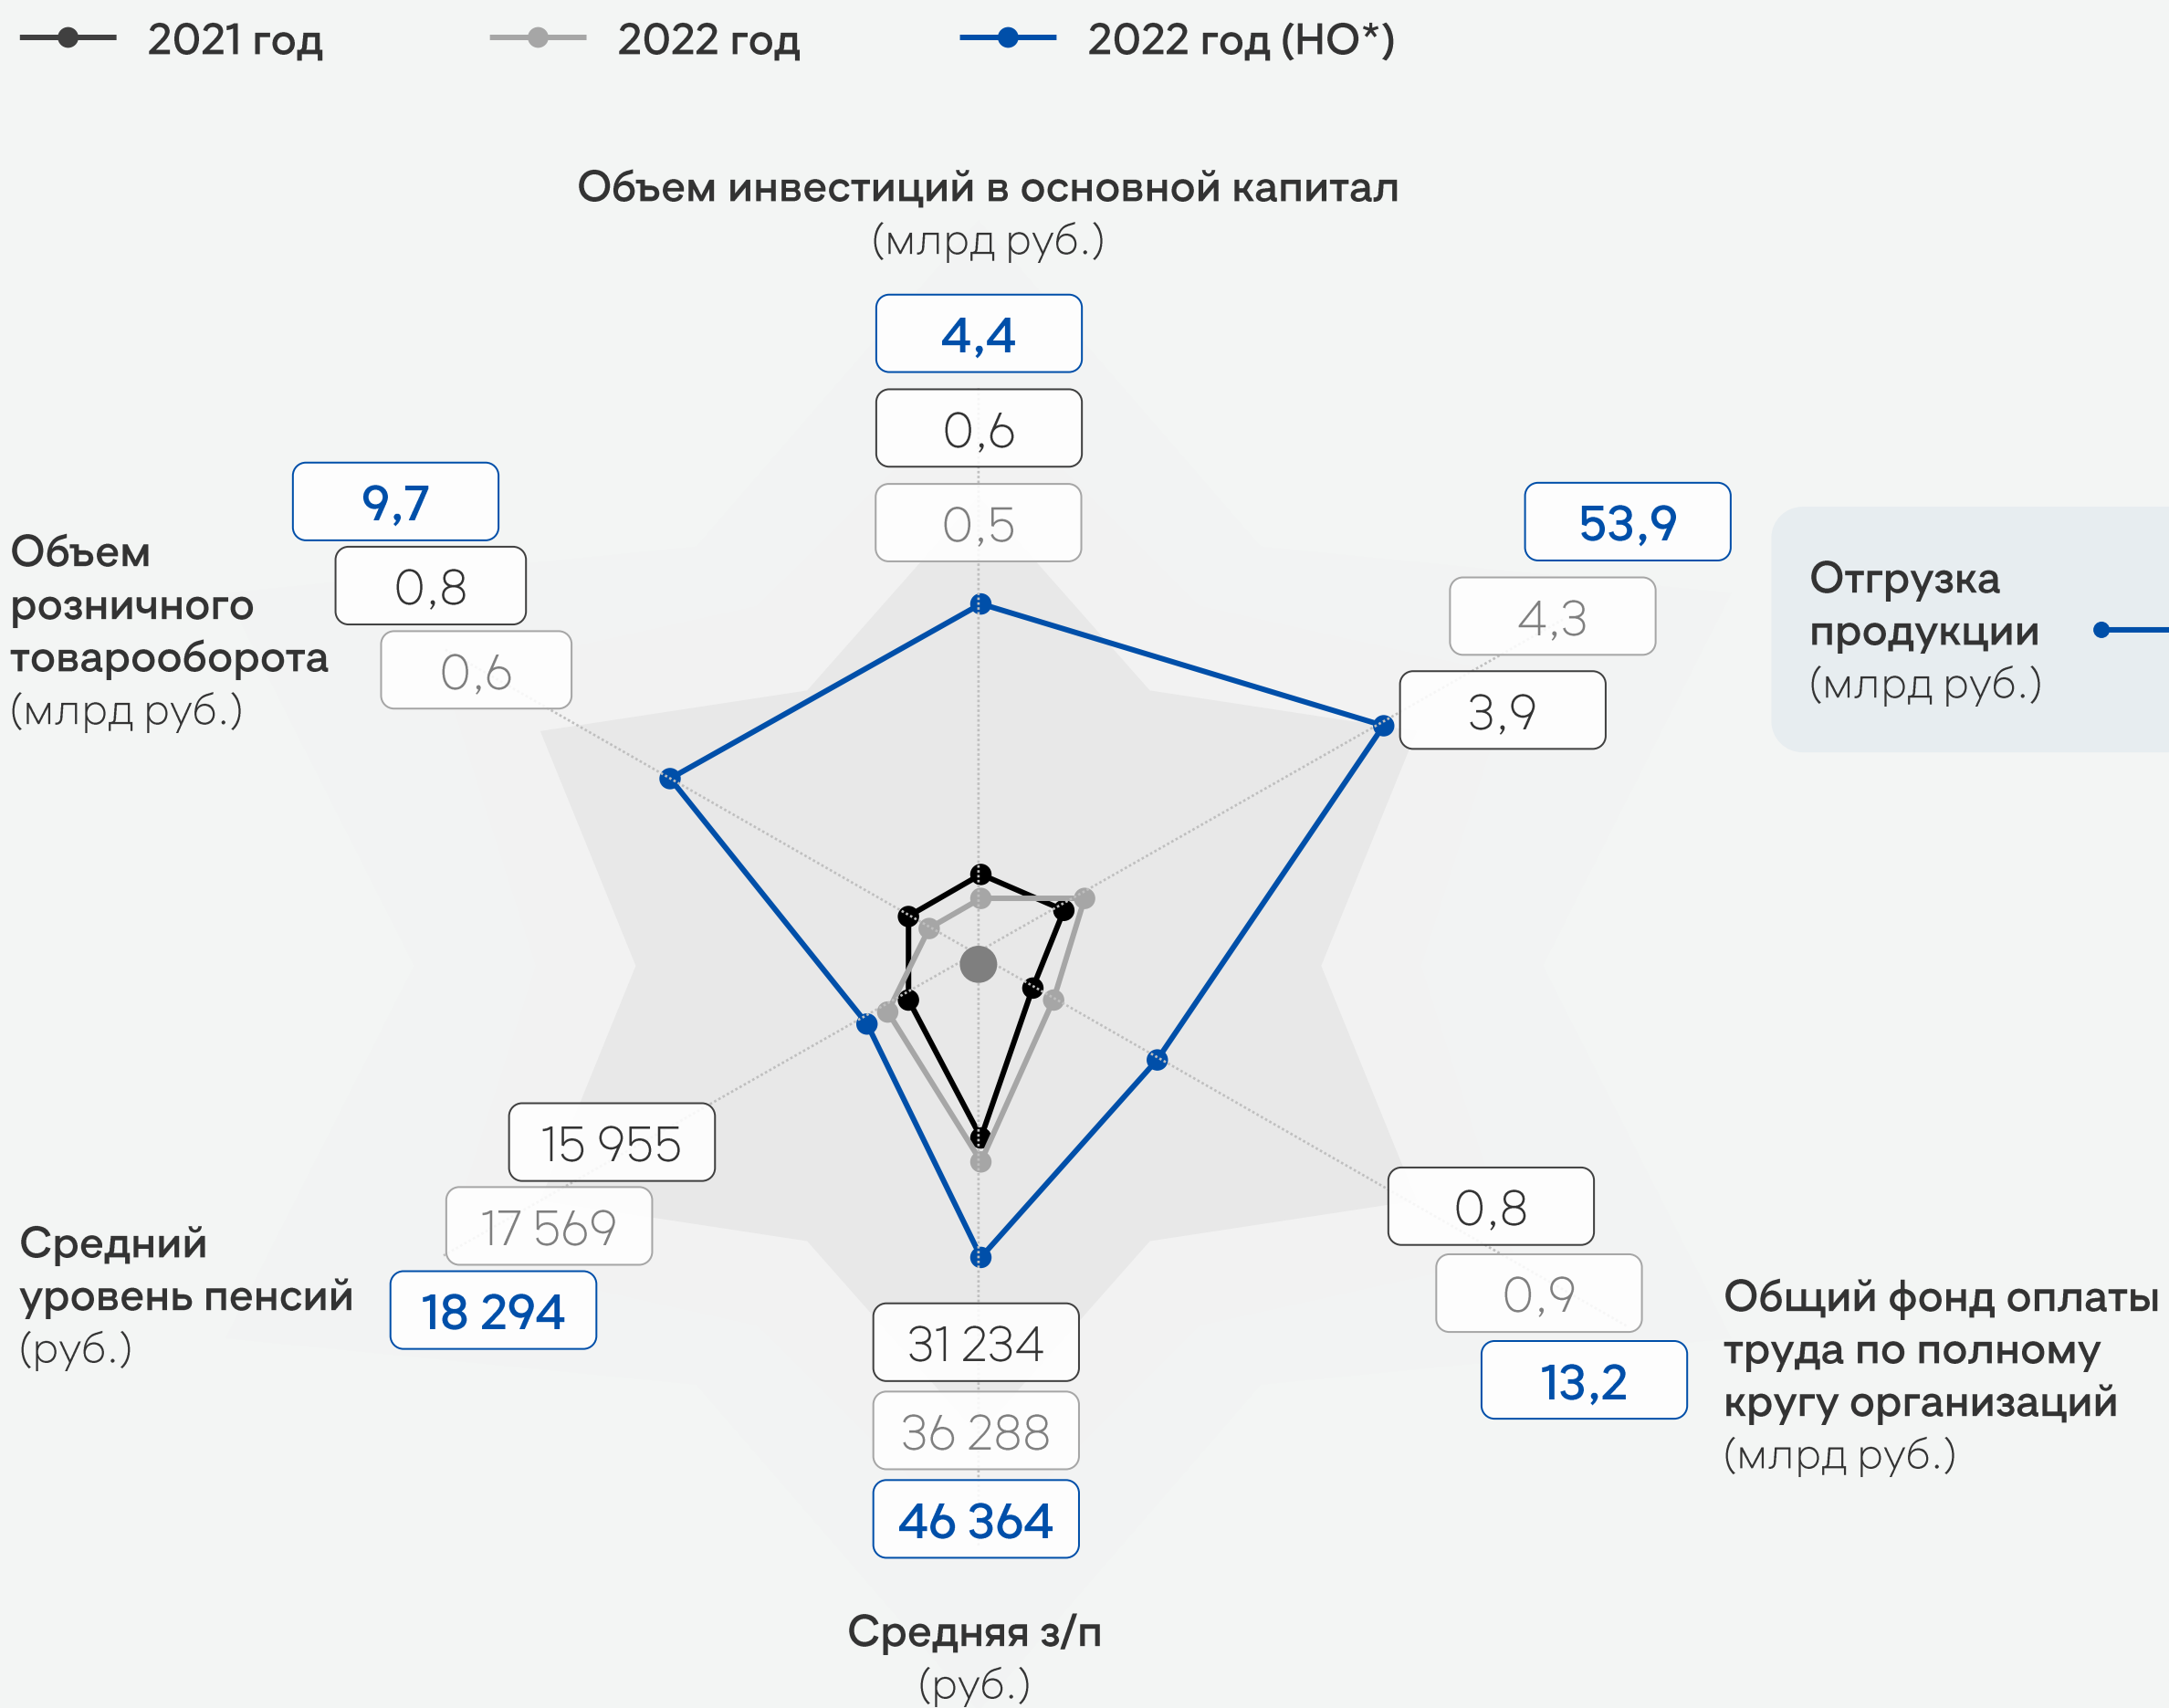 2021 год
2022 год
2022 год (НО*)
Объем инвестиций в основной капитал
(млрд руб.)
4,4
0,6
0,5
9,7
0,8
0,6
Объем
розничного
товарооборота
(млрд руб.)
53,9
4,3
3,9
Отгрузка
продукции
(млрд руб.)
15 955
17 569
18 294
Средний
уровень пенсий
(руб.)
31 234
36 288
46 364
Средняя з/п
(руб.)
0,8
0,9
13,2
Общий фонд оплаты
труда по полному
кругу организаций
(млрд руб.)